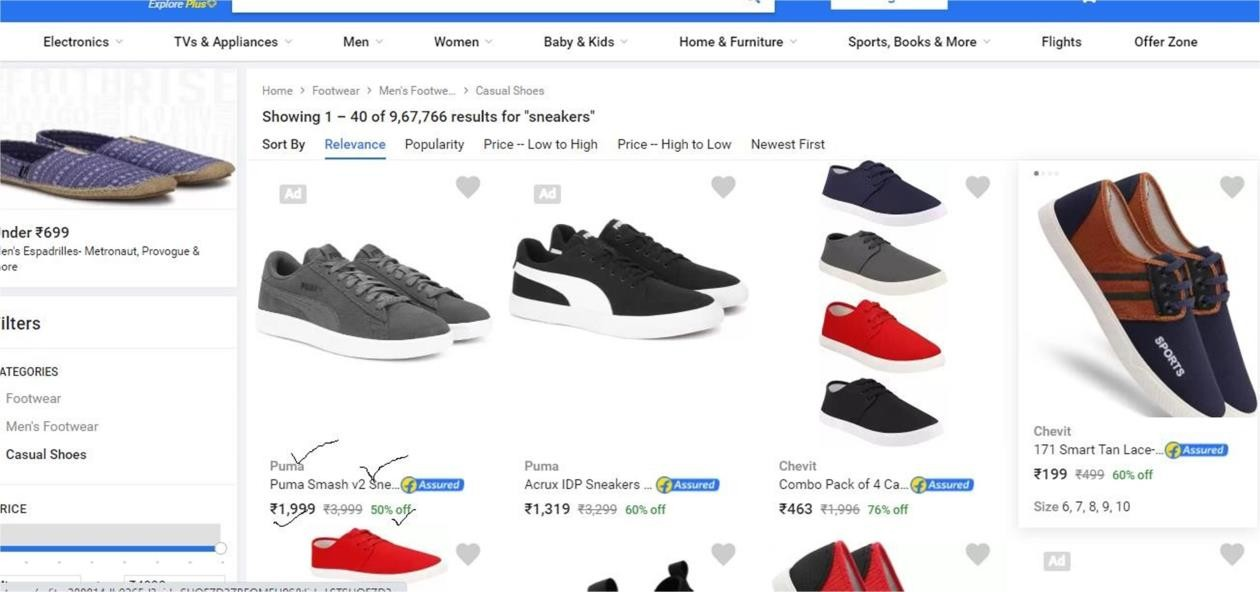 Explore Plus
Electronics TVs & Appliances Men Women Baby & Kids Home & Furniture Sports, Books & More Flights Offer Zone
Home > Footwear > Men's Footwe... > Casual Shoes
Showing 1 – 40 of 9,67,766 results for "sneakers"
Sort By Relevance Popularity Price -- Low to High Price -- High to Low Newest First
Ad
Ad
PUMA
SPORTS
nder ₹699
en's Espadrilles- Metronaut, Provogue &
ore
ilters
ATEGORIES
Footwear
Men's Footwear
Casual Shoes
RICE
Puma
Puma Smash v2 Sne... Assured
₹1,999 ₹3,999 50% off
Puma
Acrux IDP Sneakers ... Assured
₹1,319 ₹3,299 60% off
Chevit
Combo Pack of 4 Ca... Assured
₹463 ₹1,996 76% off
Chevit
171 Smart Tan Lace-... Assured
₹199 ₹499 60% off
Size 6, 7, 8, 9, 10
Ad